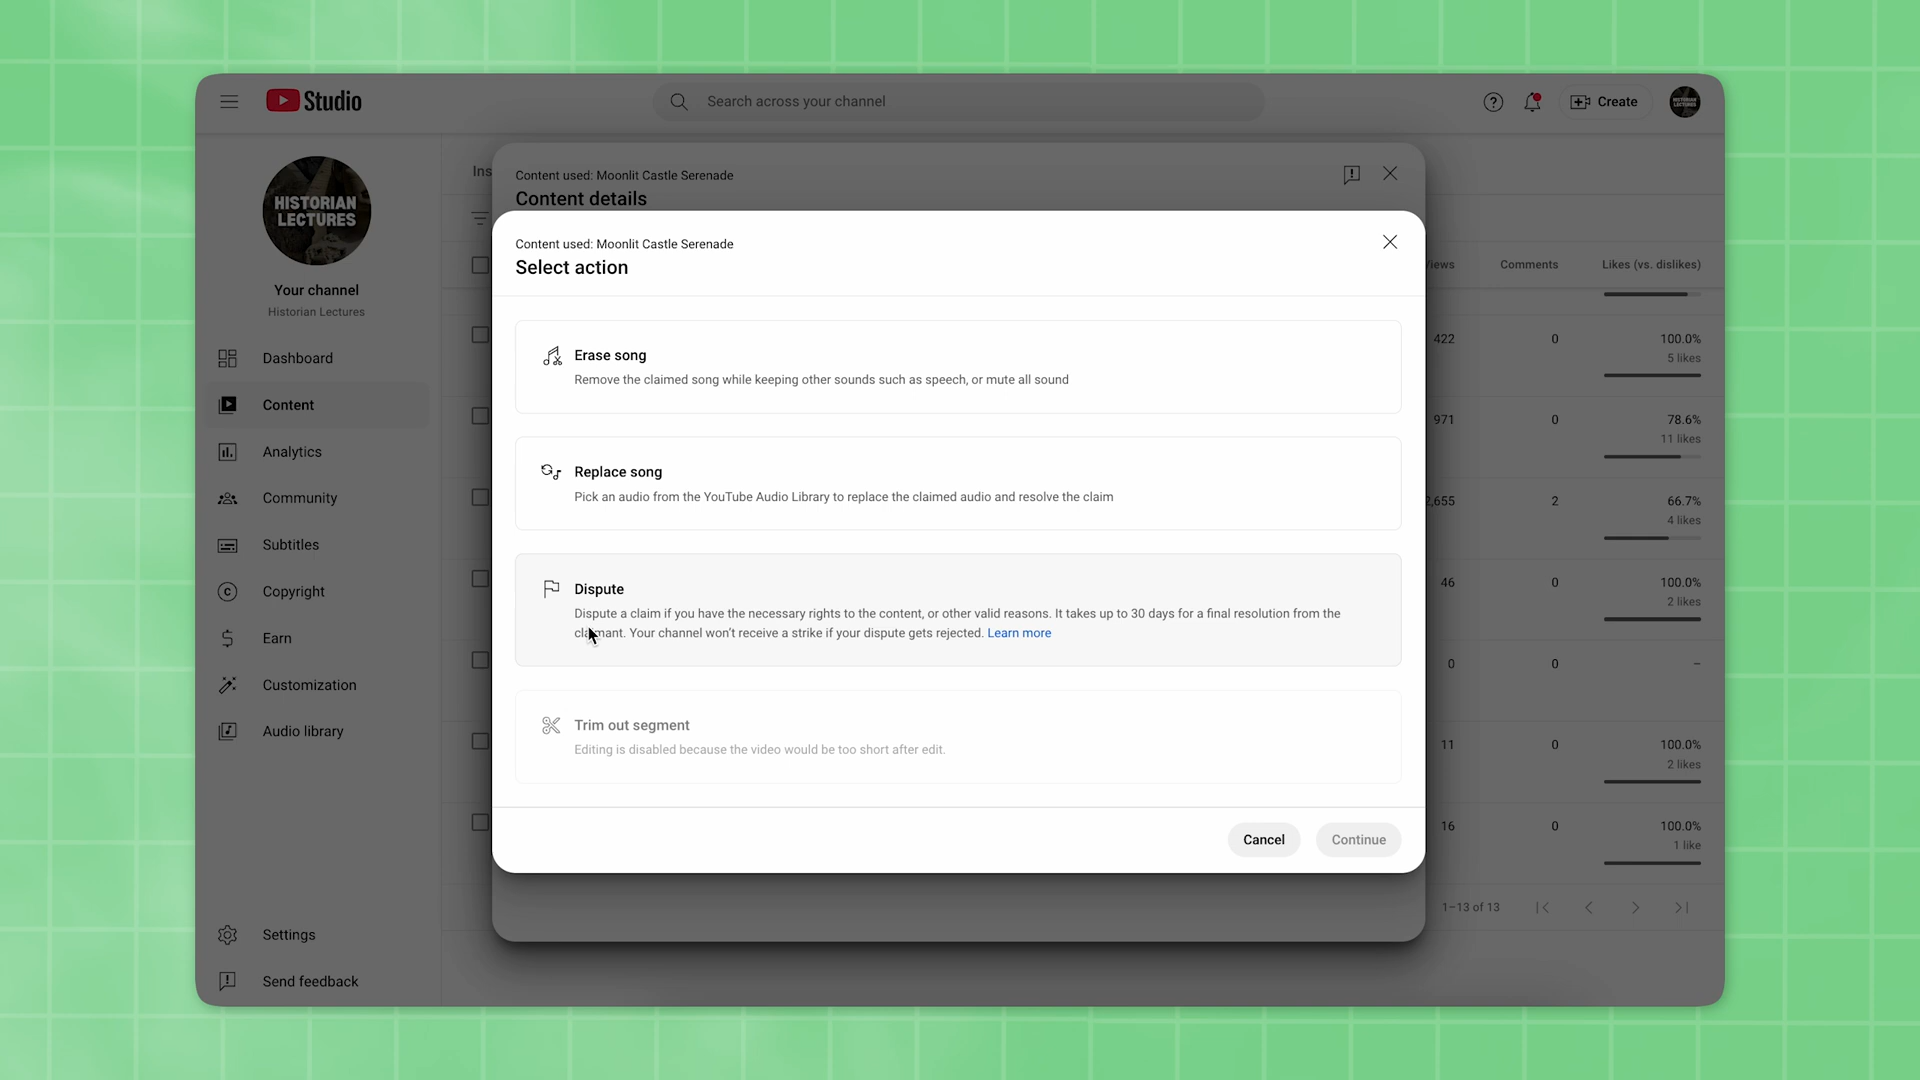 Studio
Search across your channel
?
Create
HISTORIAN
LECTURES
HISTORIAN
LECTURES
Your channel
Historian Lectures
Dashboard
Content
Analytics
Community
Subtitles
Copyright
Earn
Customization
Audio library
Settings
Send feedback
Content used: Moonlit Castle Serenade
Content details
Content used: Moonlit Castle Serenade
Select action
Erase song
Remove the claimed song while keeping other sounds such as speech, or mute all sound
Replace song
Pick an audio from the YouTube Audio Library to replace the claimed audio and resolve the claim
Dispute
Dispute a claim if you have the necessary rights to the content, or other valid reasons. It takes up to 30 days for a final resolution from the
claimant. Your channel won't receive a strike if your dispute gets rejected. Learn more
Trim out segment
Editing is disabled because the video would be too short after edit.
Cancel Continue
Views Comments Likes (vs. dislikes)
422 0 100.0%
5 likes
971 0 78.6%
11 likes
2,655 2 66.7%
4 likes
46 0 100.0%
2 likes
0 0 –
11 0 100.0%
2 likes
16 0 100.0%
1 like
1–13 of 13